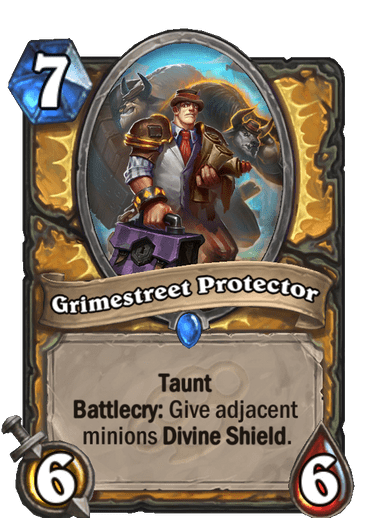 7
Grimestreet Protector
Taunt
Battlecry: Give adjacent
minions Divine Shield.
6
6